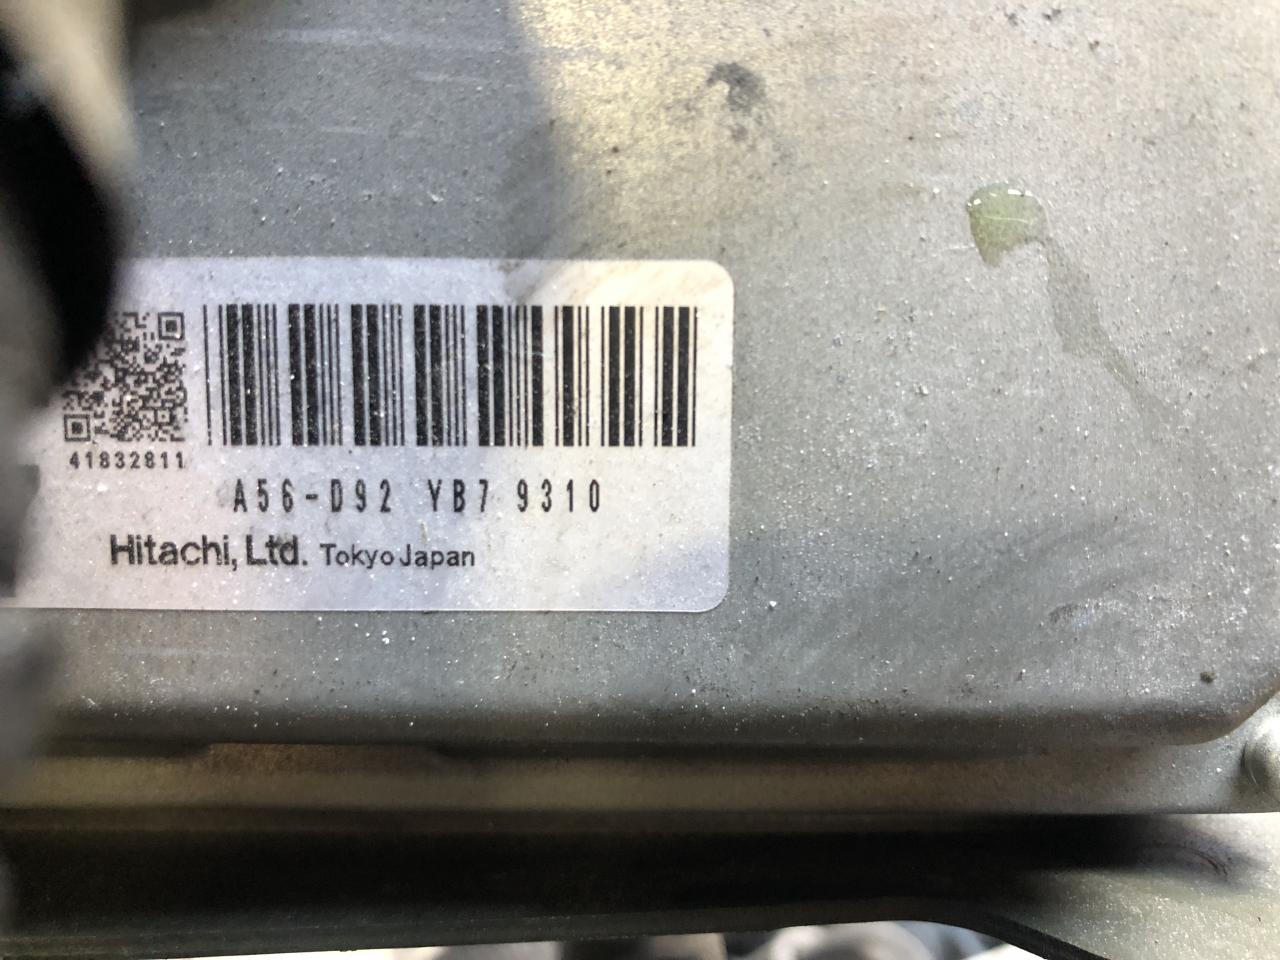 41832811
A56-D92 YB7 9310
Hitachi, Ltd. Tokyo Japan